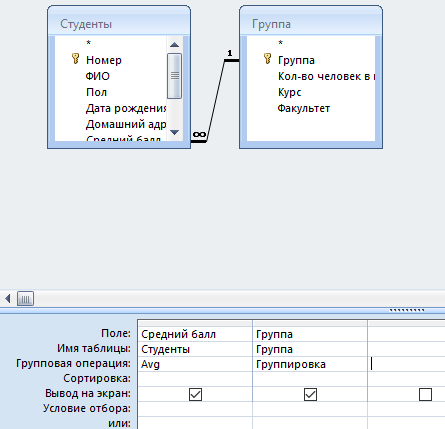 Студенты
*
Номер
ФИО
Пол
Дата рождения
Домашний адр
Средний балл
Группа
*
Группа
Кол-во человек в
Курс
Факультет
1
∞
Поле: Средний балл Группа
Имя таблицы: Студенты Группа
Групповая операция: Avg Группировка
Сортировка:
Вывод на экран:
Условие отбора:
или: